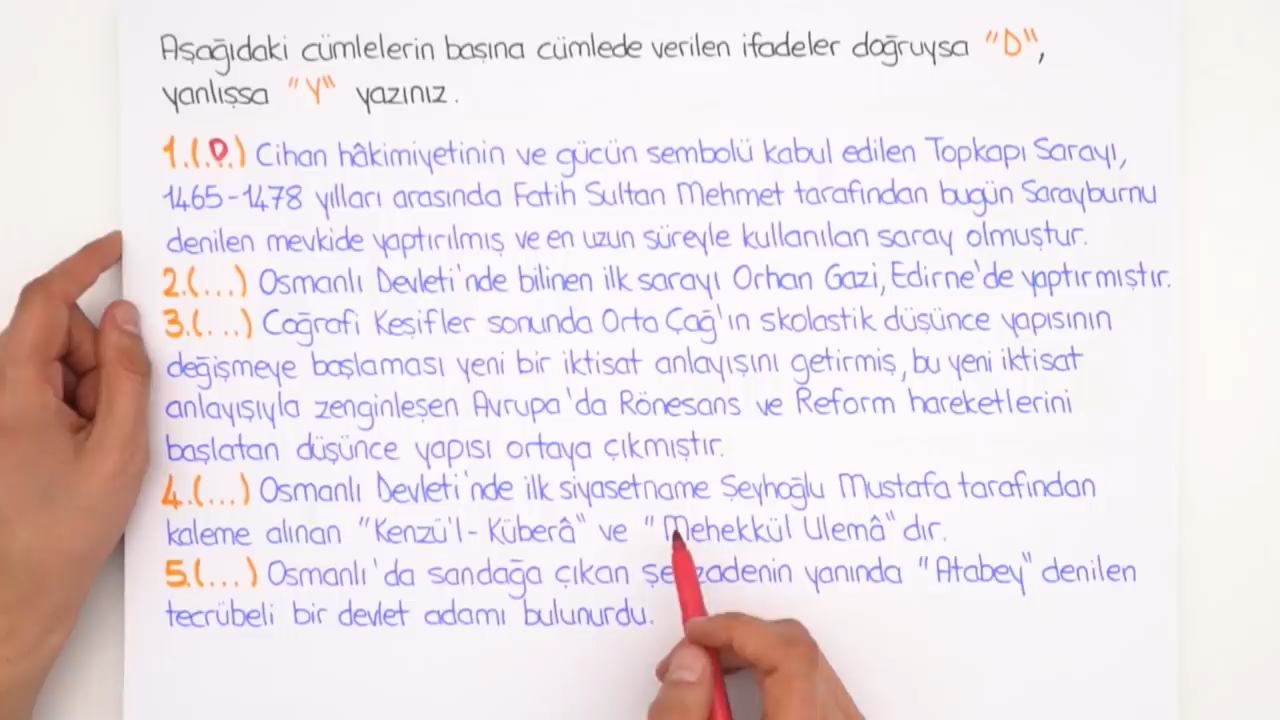 Aşağıdaki cümlelerin başına cümlede verilen ifadeler doğruysa "D",
yanlışsa "Y" yazınız.
1.(.D.) Cihan hâkimiyetinin ve gücün sembolü kabul edilen Topkapı Sarayı,
1465-1478 yılları arasında Fatih Sultan Mehmet tarafından bugün Sarayburnu
denilen mevkide yaptırılmış ve en uzun süreyle kullanılan saray olmuştur.
2.(...) Osmanlı Devleti'nde bilinen ilk sarayı Orhan Gazi, Edirne'de yaptırmıştır.
3.(...) Coğrafi Keşifler sonunda Orta Çağ'ın skolastik düşünce yapısının
değişmeye başlaması yeni bir iktisat anlayışını getirmiş, bu yeni iktisat
anlayışıyla zenginleşen Avrupa'da Rönesans ve Reform hareketlerini
başlatan düşünce yapısı ortaya çıkmıştır.
4.(...) Osmanlı Devleti'nde ilk siyasetname Şeyhoğlu Mustafa tarafından
kaleme alınan "Kenzü'l-Küberâ" ve "Mehekkül Ulemâ" dır.
5.(...) Osmanlı'da sandağa çıkan yanında "Atabey" denilen
tecrübeli bir devlet adamı bulunurdu.